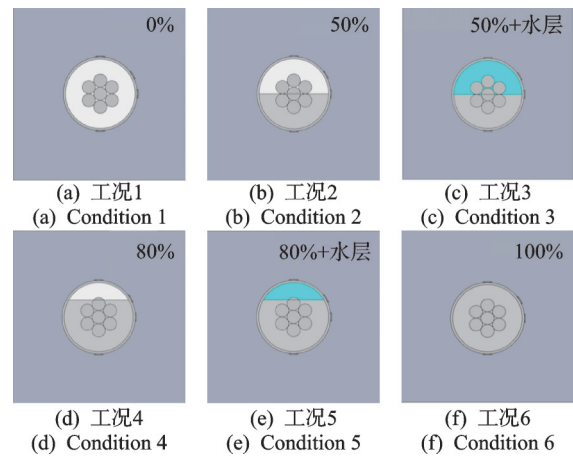 0%
50%
50%+水层
(a) 工况1
(a) Condition 1
(b) 工况2
(b) Condition 2
(c) 工况3
(c) Condition 3
80%
80%+水层
100%
(d) 工况4
(d) Condition 4
(e) 工况5
(e) Condition 5
(f) 工况6
(f) Condition 6